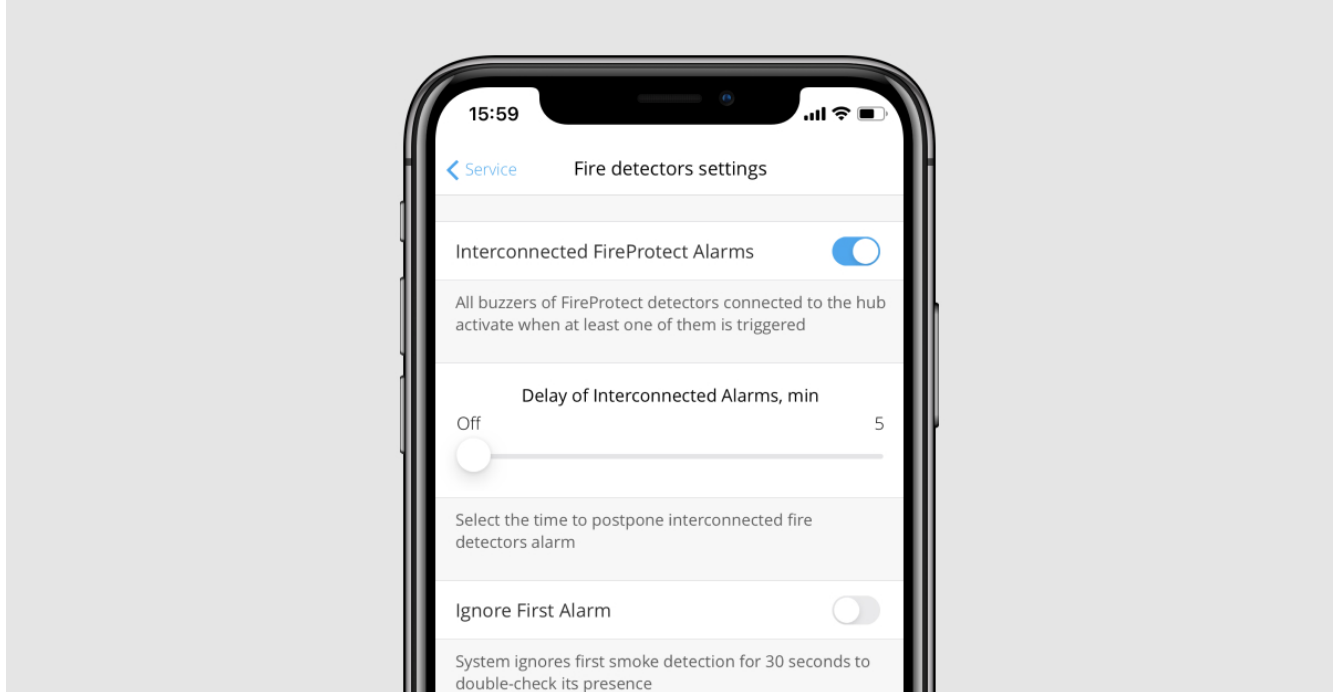 15:59
Service
Fire detectors settings
Interconnected FireProtect Alarms
All buzzers of FireProtect detectors connected to the hub
activate when at least one of them is triggered
Delay of Interconnected Alarms, min
Off
5
Select the time to postpone interconnected fire
detectors alarm
Ignore First Alarm
System ignores first smoke detection for 30 seconds to
double-check its presence